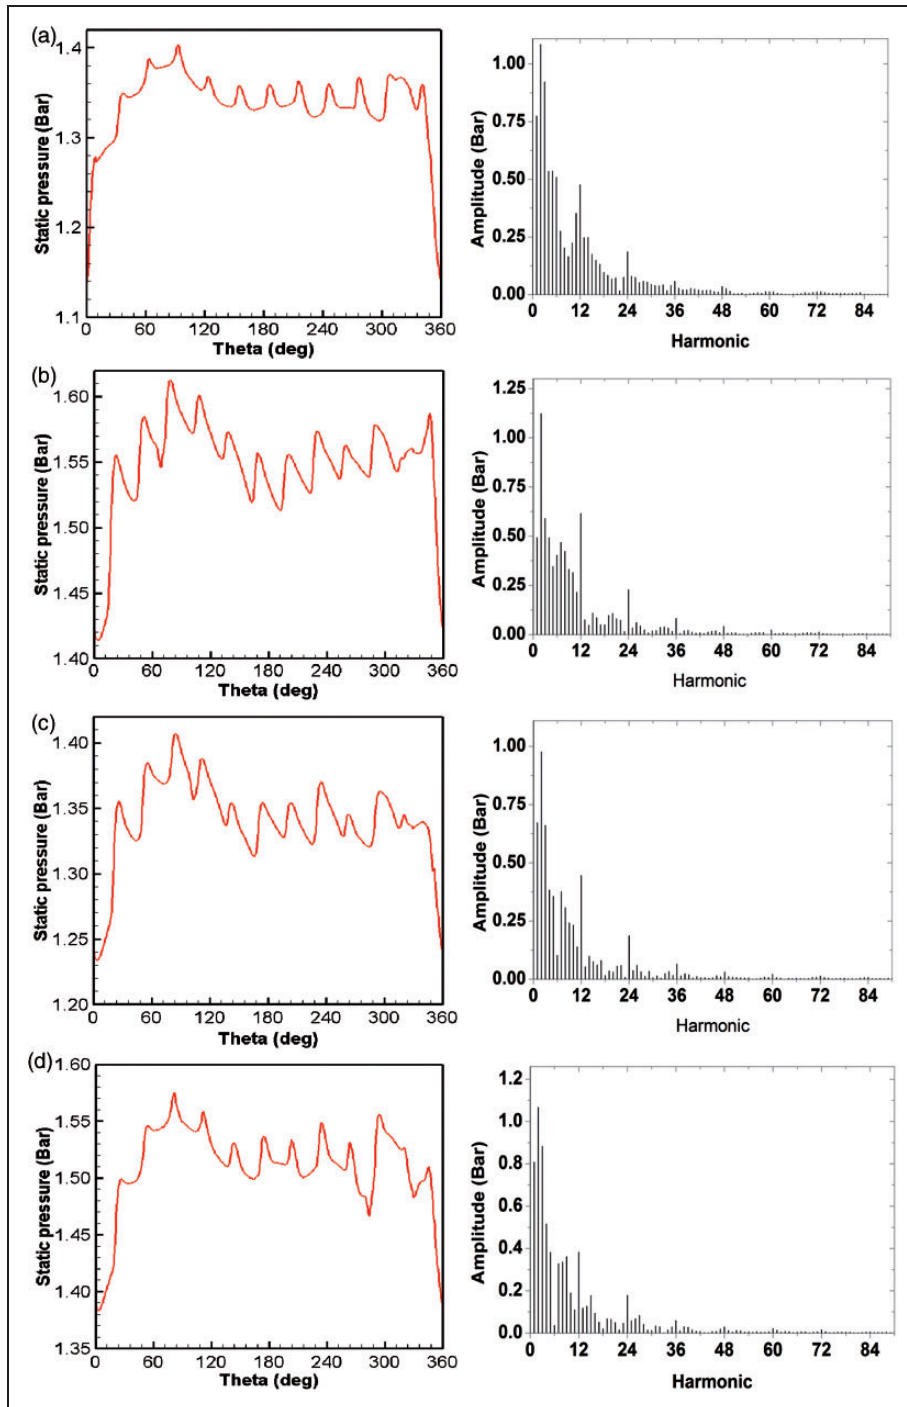 (a)
1.4
1.3
1.2
1.1
Static pressure (Bar)
0 60 120 180 240 300 360
Theta (deg)
1.00
0.75
0.50
0.25
0.00
Amplitude (Bar)
0 12 24 36 48 60 72 84
Harmonic
(b)
1.60
1.55
1.50
1.45
1.40
Static pressure (Bar)
0 60 120 180 240 300 360
Theta (deg)
1.25
1.00
0.75
0.50
0.25
0.00
Amplitude (Bar)
0 12 24 36 48 60 72 84
Harmonic
(c)
1.40
1.35
1.30
1.25
1.20
Static pressure (Bar)
0 60 120 180 240 300 360
Theta (deg)
1.00
0.75
0.50
0.25
0.00
Amplitude (Bar)
0 12 24 36 48 60 72 84
Harmonic
(d)
1.60
1.55
1.50
1.45
1.40
1.35
Static pressure (Bar)
0 60 120 180 240 300 360
Theta (deg)
1.2
1.0
0.8
0.6
0.4
0.2
0.0
Amplitude (Bar)
0 12 24 36 48 60 72 84
Harmonic